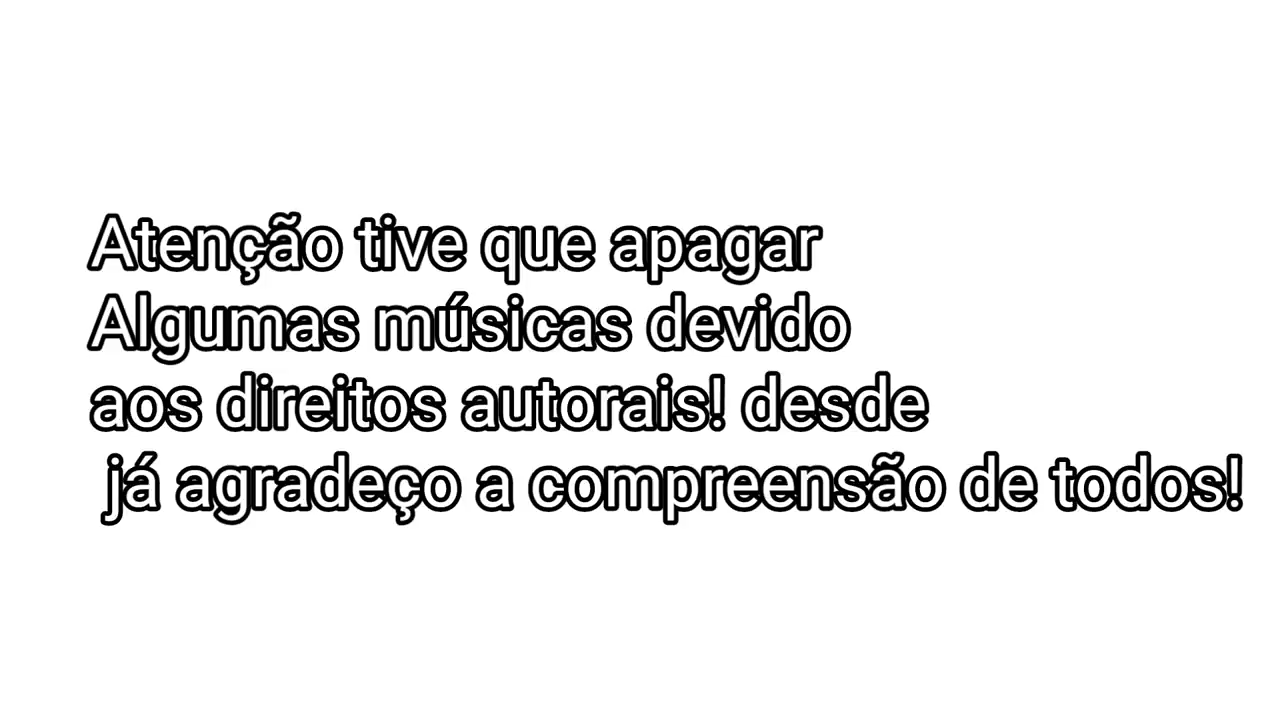 Atenção tive que apagar
Algumas músicas devido
aos direitos autorais! desde
já agradeço a compreensão de todos!